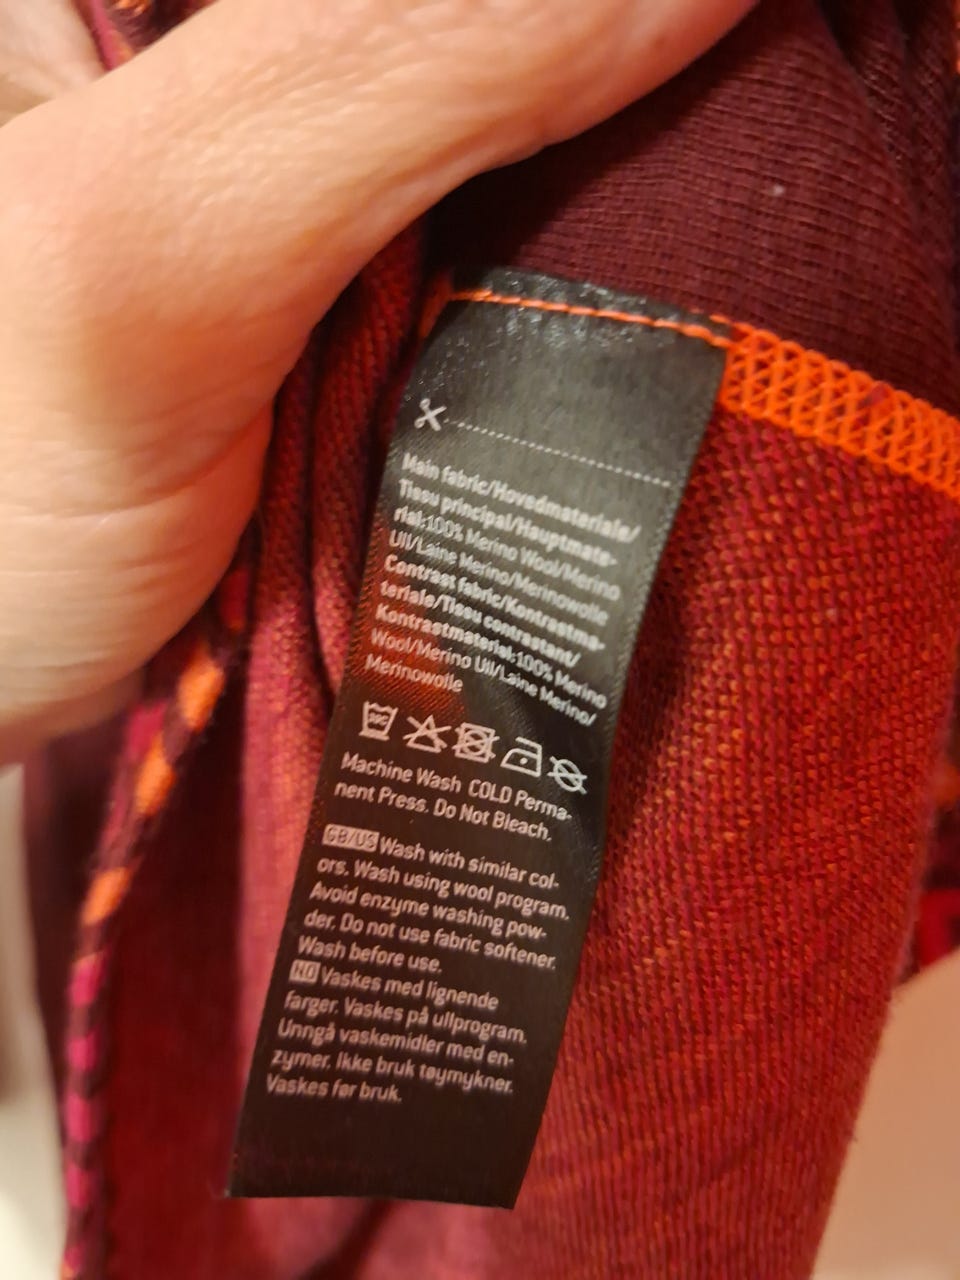 Main fabric/Hovedmateriale/
Tissu principal/Hauptmate-
rial:100% Merino Wool/Merino
Ull/Laine Merino/Merinowolle
Contrast fabric/Kontrastma-
teriale/Tissu contrastant/
Kontrastmaterial:100% Merino
Wool/Merino Ull/Laine Merino/
Merinowolle
Machine Wash COLD Perma-
nent Press. Do Not Bleach.
GB/US Wash with similar col-
ors. Wash using wool program.
Avoid enzyme washing pow-
der. Do not use fabric softener.
Wash before use.
NO Vaskes med lignende
farger. Vaskes på ullprogram.
Unngå vaskemidler med en-
zymer. Ikke bruk tøymykner.
Vaskes før bruk.